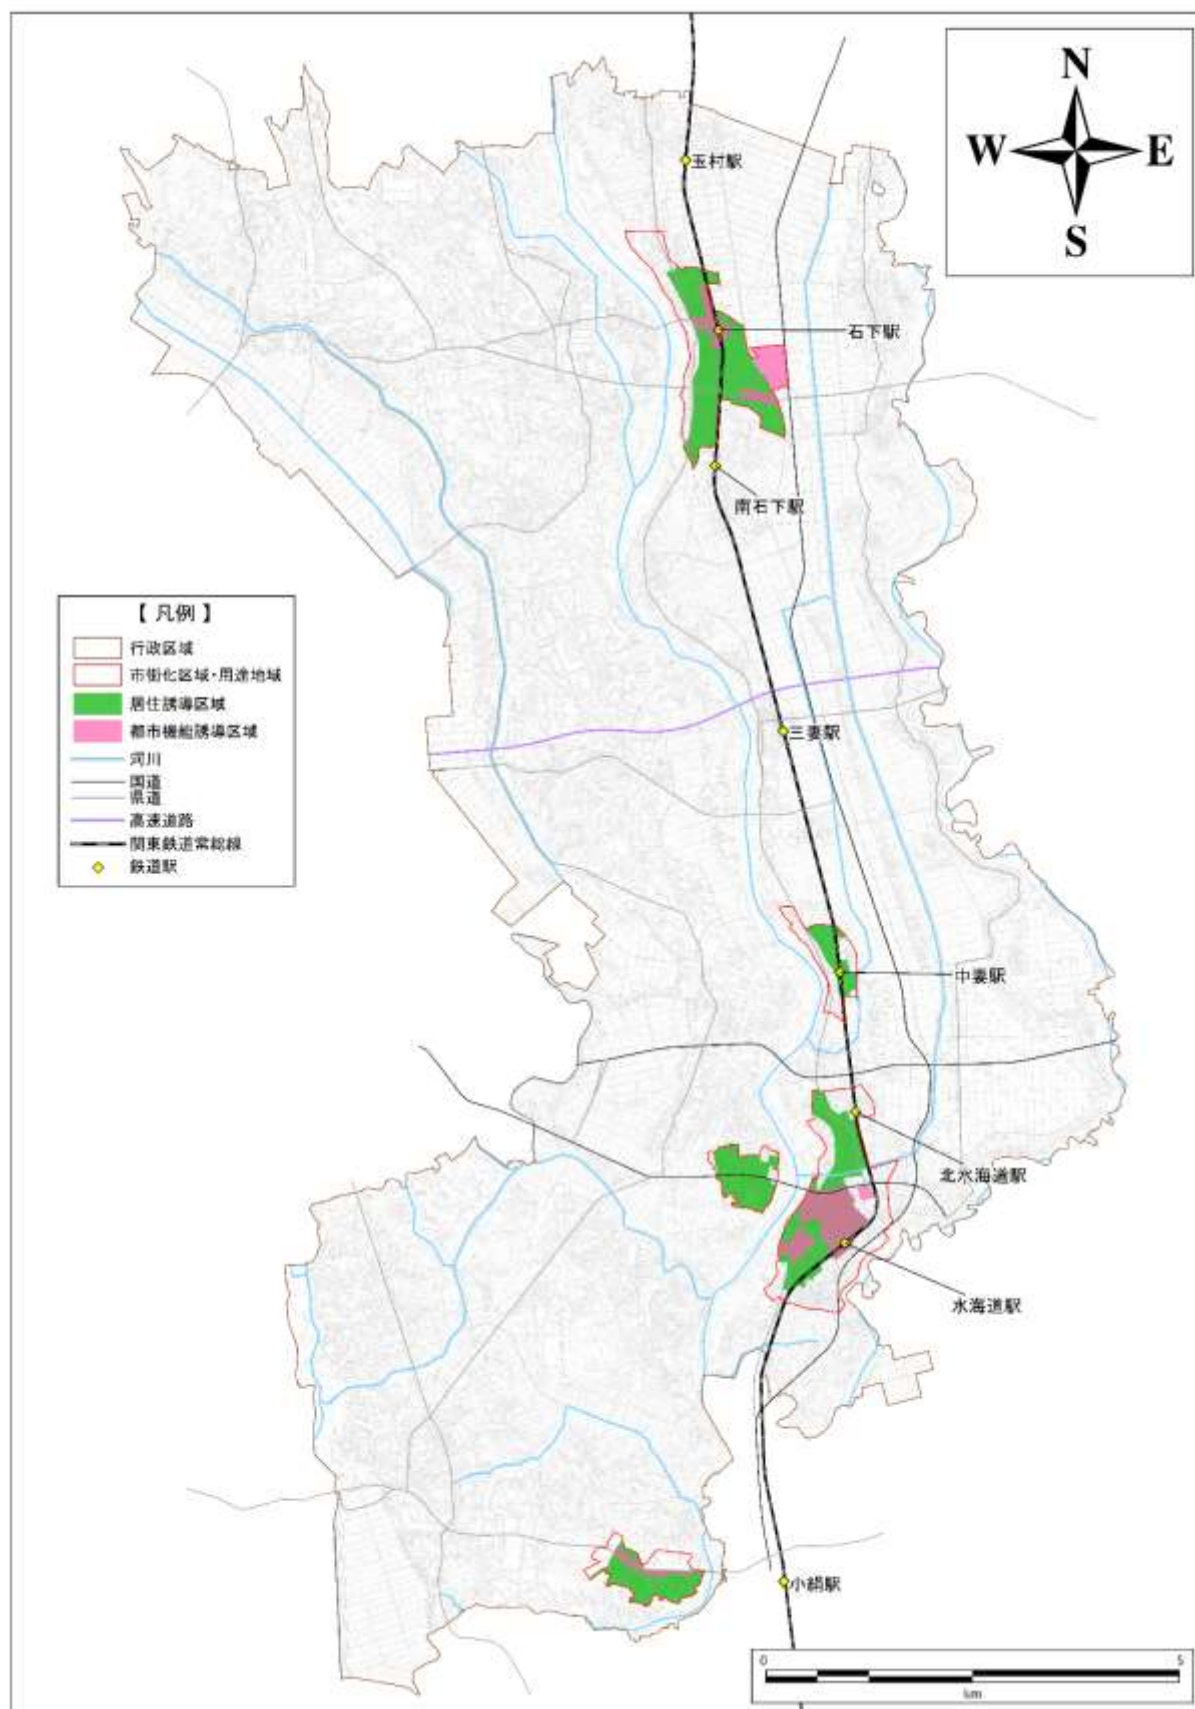 N
W E
S
玉村駅
石下駅
南石下駅
【 凡例 】
行政区域
市街化区域・用途地域
居住誘導区域
都市機能誘導区域
河川
国道
県道
高速道路
関東鉄道常総線
鉄道駅
三妻駅
中妻駅
北水海道駅
水海道駅
小絹駅
0 5
km